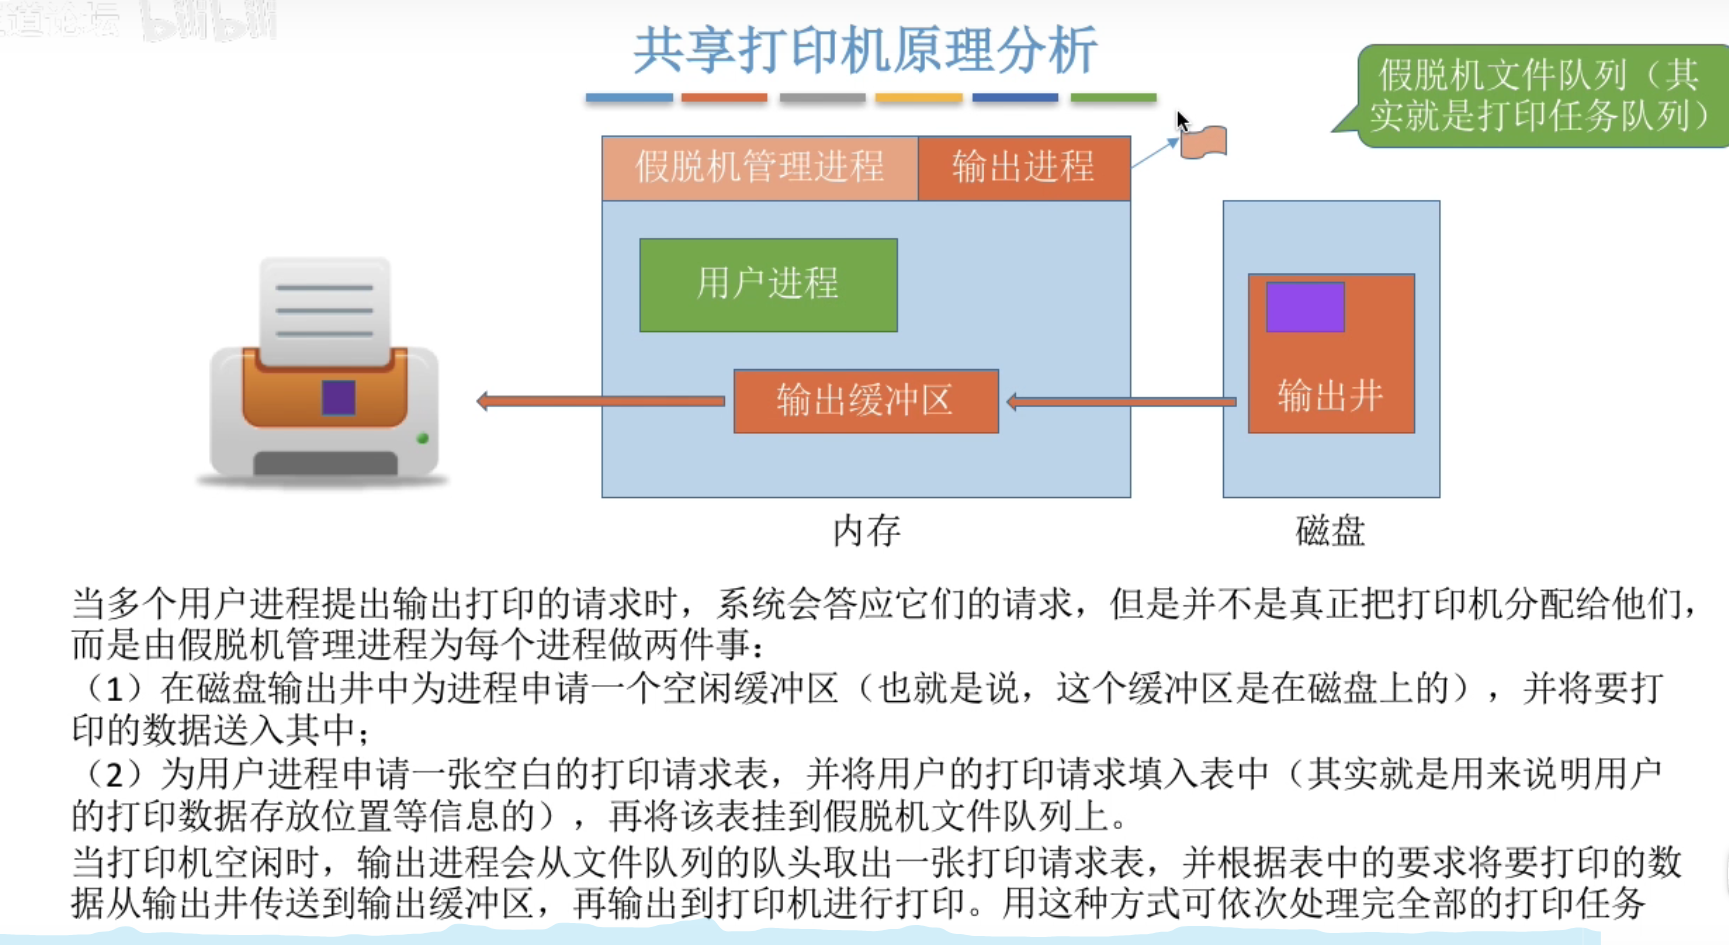 道论坛 bilibili
共享打印机原理分析
假脱机文件队列（其
实就是打印任务队列）
假脱机管理进程
输出进程
用户进程
输出缓冲区
输出井
内存
磁盘
当多个用户进程提出输出打印的请求时，系统会答应它们的请求，但是并不是真正把打印机分配给他们，
而是由假脱机管理进程为每个进程做两件事：
（1）在磁盘输出井中为进程申请一个空闲缓冲区（也就是说，这个缓冲区是在磁盘上的），并将要打
印的数据送入其中；
（2）为用户进程申请一张空白的打印请求表，并将用户的打印请求填入表中（其实就是用来说明用户
的打印数据存放位置等信息的），再将该表挂到假脱机文件队列上。
当打印机空闲时，输出进程会从文件队列的队头取出一张打印请求表，并根据表中的要求将要打印的数
据从输出井传送到输出缓冲区，再输出到打印机进行打印。用这种方式可依次处理完全部的打印任务